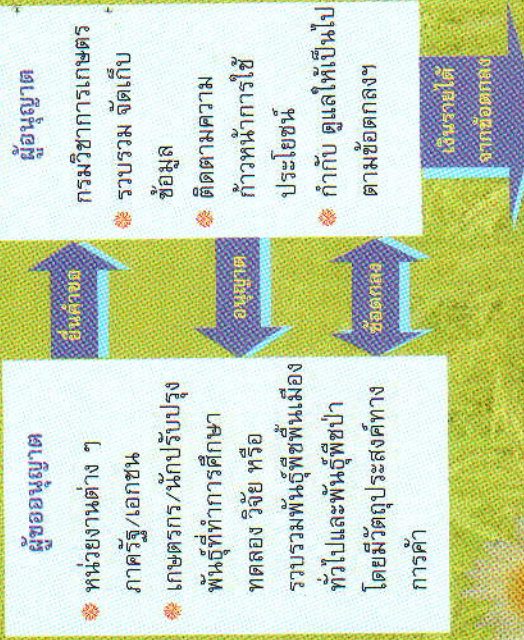 ผู้ขออนุญาต
หน่วยงานต่าง ๆ
ภาครัฐ/เอกชน
เกษตรกร/นักปรับปรุง
พันธุ์ที่ทำการศึกษา
ทดลอง วิจัย หรือ
รวบรวมพันธุ์พืชพื้นเมือง
ทั่วไปและพันธุ์พืชป่า
โดยมีวัตถุประสงค์ทาง
การค้า
ยื่นคำขอ
อนุญาต
ข้อตกลง
ผู้อนุญาต
กรมวิชาการเกษตร
รวบรวม จัดเก็บ
ข้อมูล
ติดตามความ
ก้าวหน้าการใช้
ประโยชน์
กำกับ ดูแลให้เป็นไป
ตามข้อตกลงฯ
เงินรายได้
จากข้อตกลง